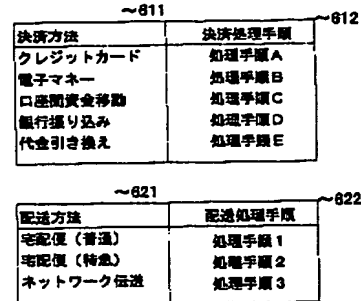 ~611
~612
決済方法 決済処理手順
クレジットカード 処理手順A
電子マネー 処理手順B
口座間資金移動 処理手順C
銀行振り込み 処理手順D
代金引き換え 処理手順E
~621
~622
配送方法 配送処理手順
宅配便(普通) 処理手順1
宅配便(特急) 処理手順2
ネットワーク伝送 処理手順3